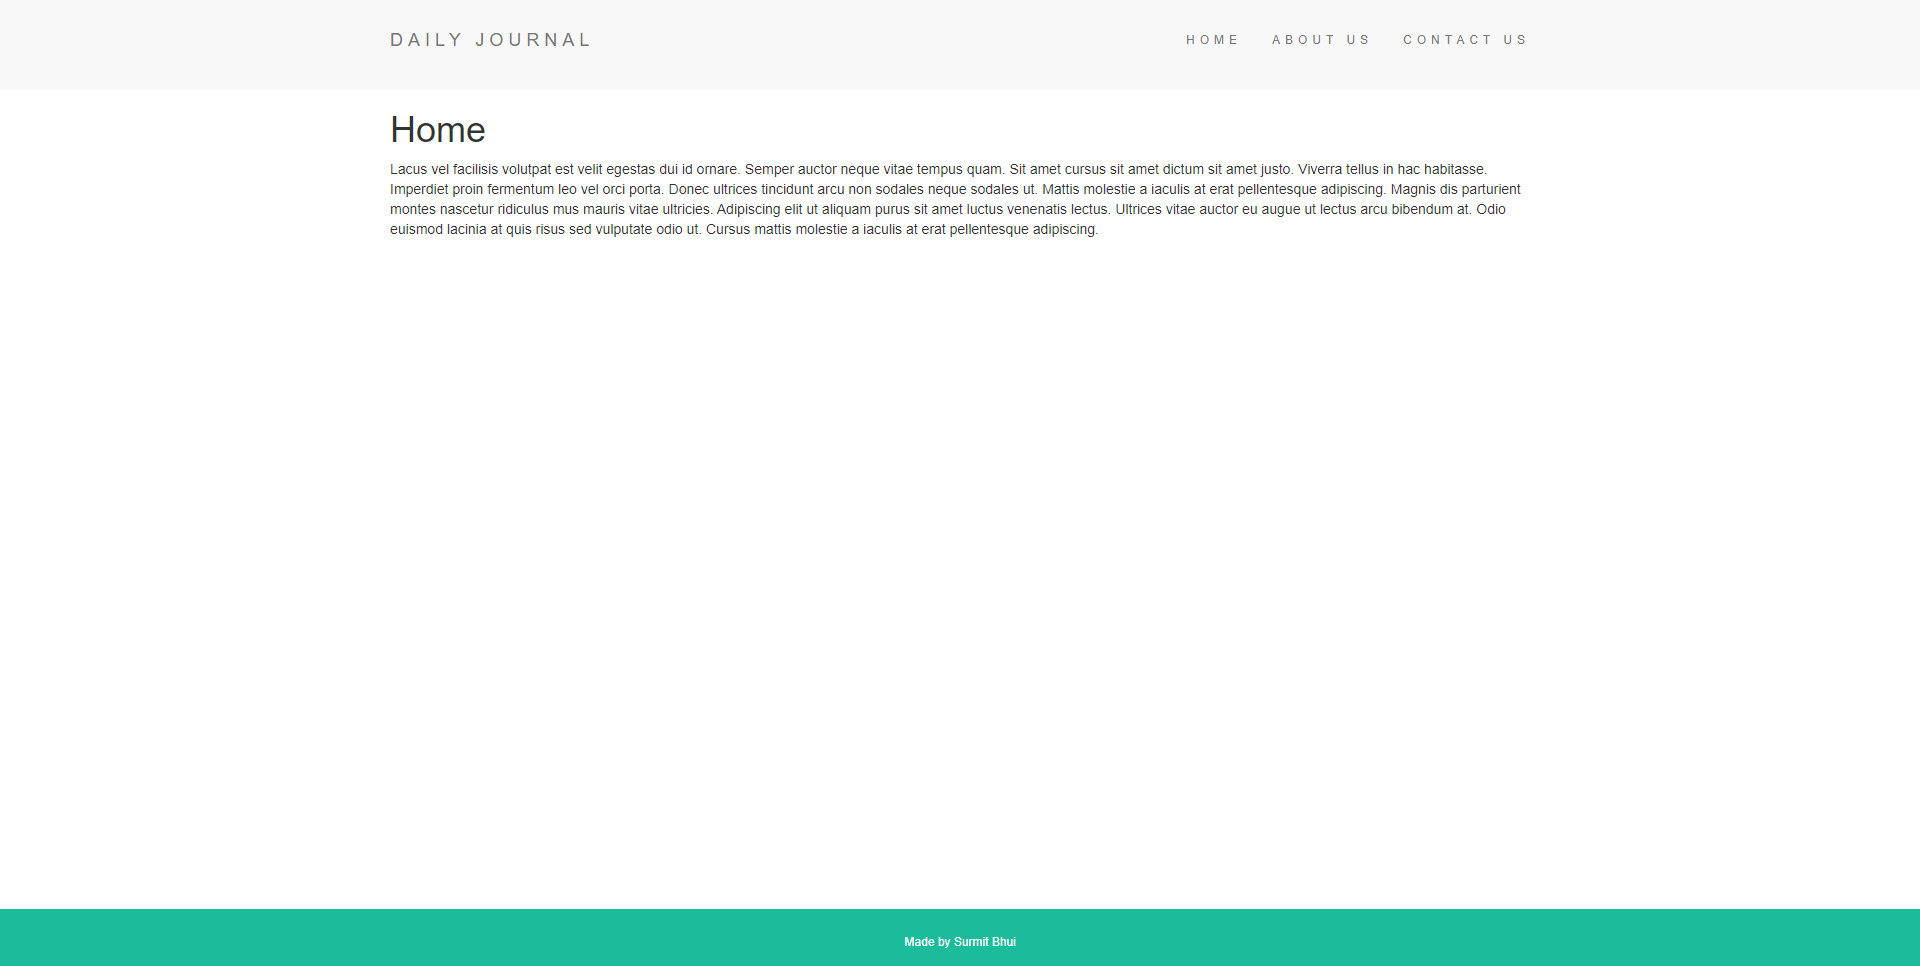 DAILY JOURNAL
HOME ABOUT US CONTACT US
Home
Lacus vel facilisis volutpat est velit egestas dui id ornare. Semper auctor neque vitae tempus quam. Sit amet cursus sit amet dictum sit amet justo. Viverra tellus in hac habitasse.
Imperdiet proin fermentum leo vel orci porta. Donec ultrices tincidunt arcu non sodales neque sodales ut. Mattis molestie a iaculis at erat pellentesque adipiscing. Magnis dis parturient
montes nascetur ridiculus mus mauris vitae ultricies. Adipiscing elit ut aliquam purus sit amet luctus venenatis lectus. Ultrices vitae auctor eu augue ut lectus arcu bibendum at. Odio
euismod lacinia at quis risus sed vulputate odio ut. Cursus mattis molestie a iaculis at erat pellentesque adipiscing.
Made by Surmit Bhui